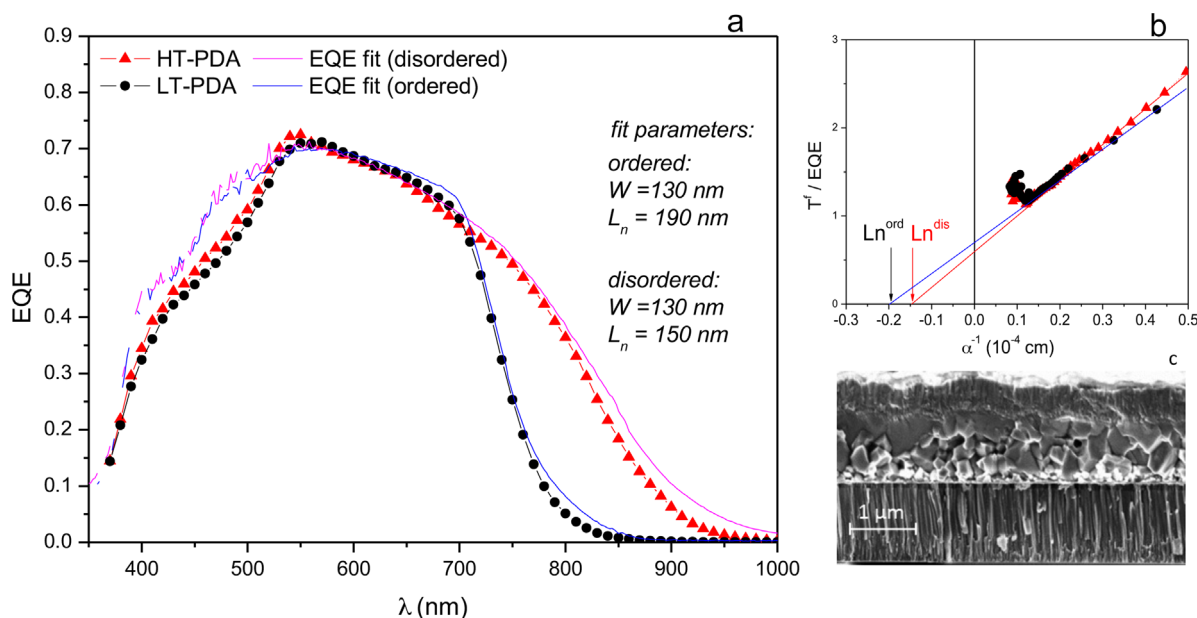 a
HT-PDA
EQE fit (disordered)
LT-PDA
EQE fit (ordered)
fit parameters:
ordered:
W =130 nm
Lₙ = 190 nm
disordered:
W =130 nm
Lₙ = 150 nm
0.9
0.8
0.7
0.6
0.5
0.4
0.3
0.2
0.1
0.0
EQE
400 500 600 700 800 900 1000
λ (nm)
b
3
2
1
0
Tᶠ / EQE
Lnᵒʳᵈ Lnᵈⁱˢ
-0.3 -0.2 -0.1 0.0 0.1 0.2 0.3 0.4 0.5
α⁻¹ (10⁻⁴ cm)
c
1 μm